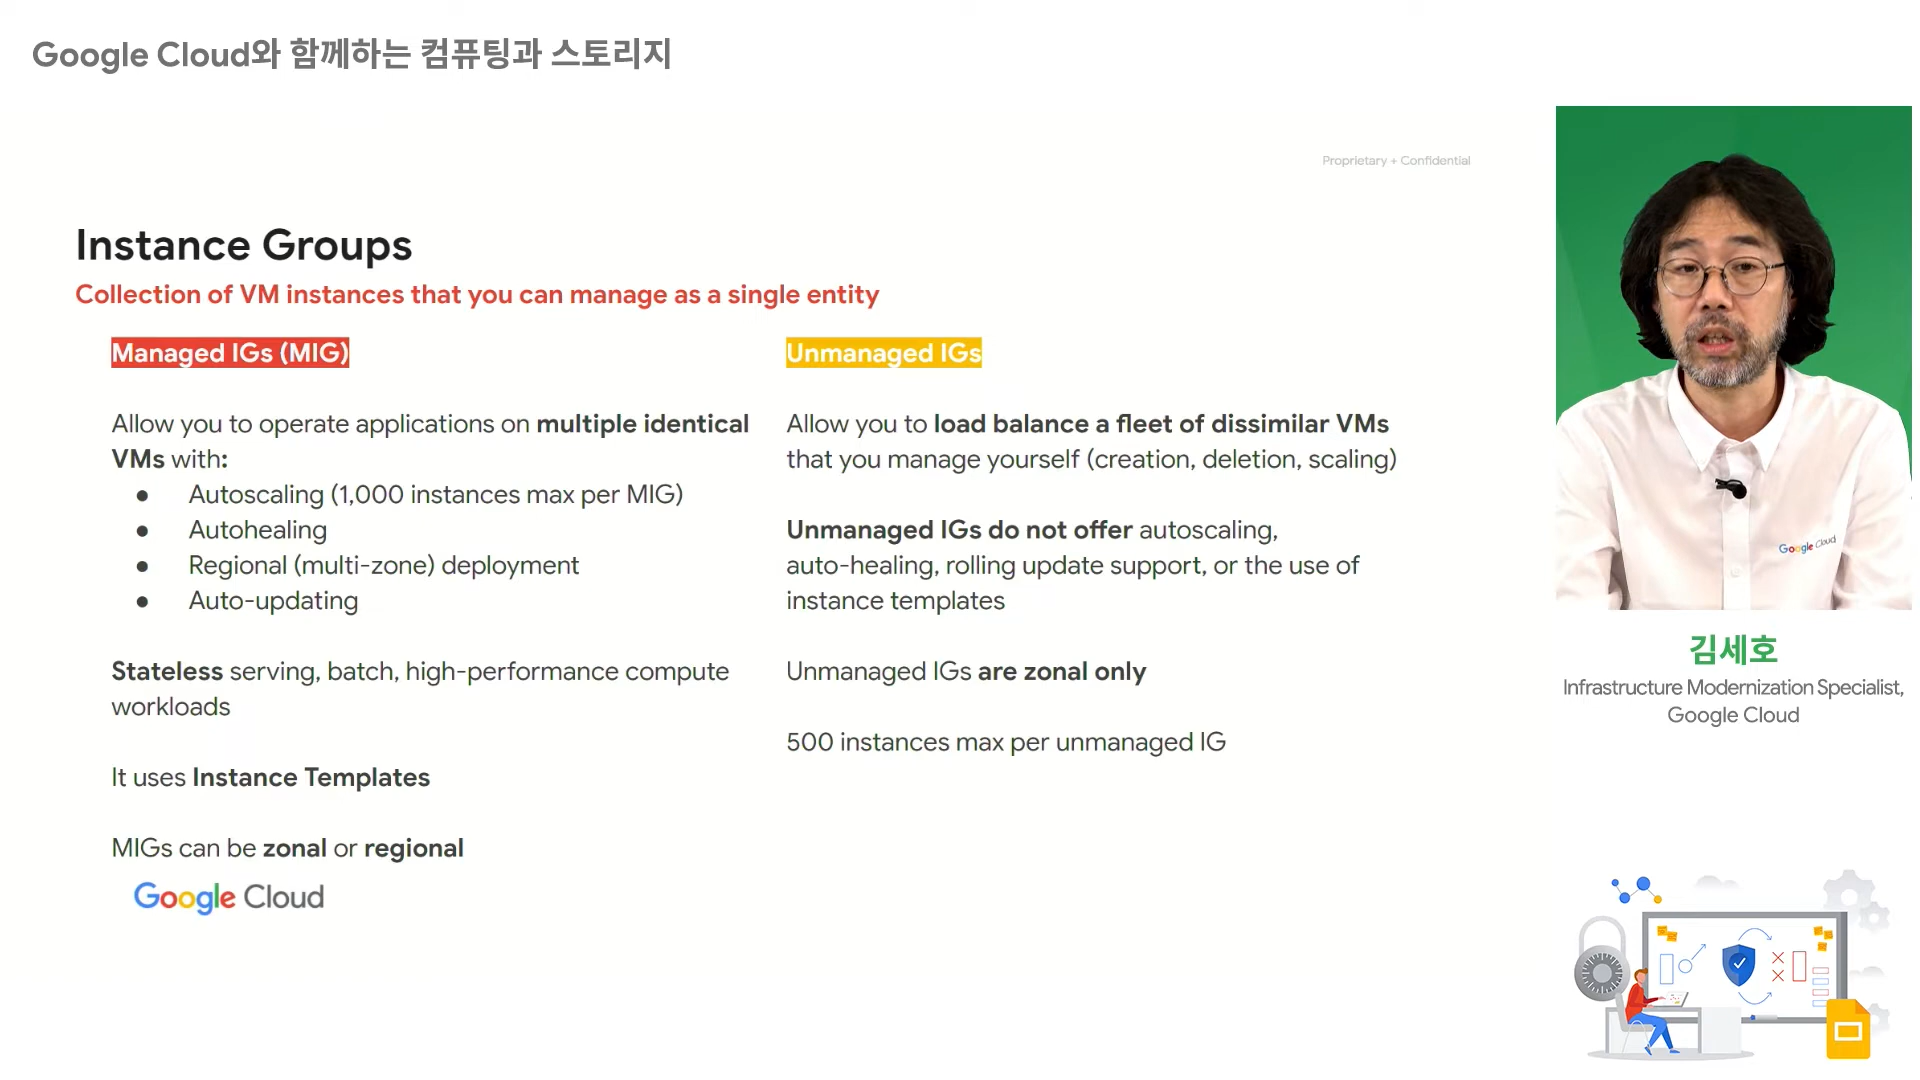 Google Cloud와 함께하는 컴퓨팅과 스토리지
Proprietary + Confidential
Instance Groups
Collection of VM instances that you can manage as a single entity
Managed IGs (MIG)
Allow you to operate applications on multiple identical
VMs with:
● Autoscaling (1,000 instances max per MIG)
● Autohealing
● Regional (multi-zone) deployment
● Auto-updating
Stateless serving, batch, high-performance compute
workloads
It uses Instance Templates
MIGs can be zonal or regional
Google Cloud
Unmanaged IGs
Allow you to load balance a fleet of dissimilar VMs
that you manage yourself (creation, deletion, scaling)
Unmanaged IGs do not offer autoscaling,
auto-healing, rolling update support, or the use of
instance templates
Unmanaged IGs are zonal only
500 instances max per unmanaged IG
Google Cloud
김세호
Infrastructure Modernization Specialist,
Google Cloud